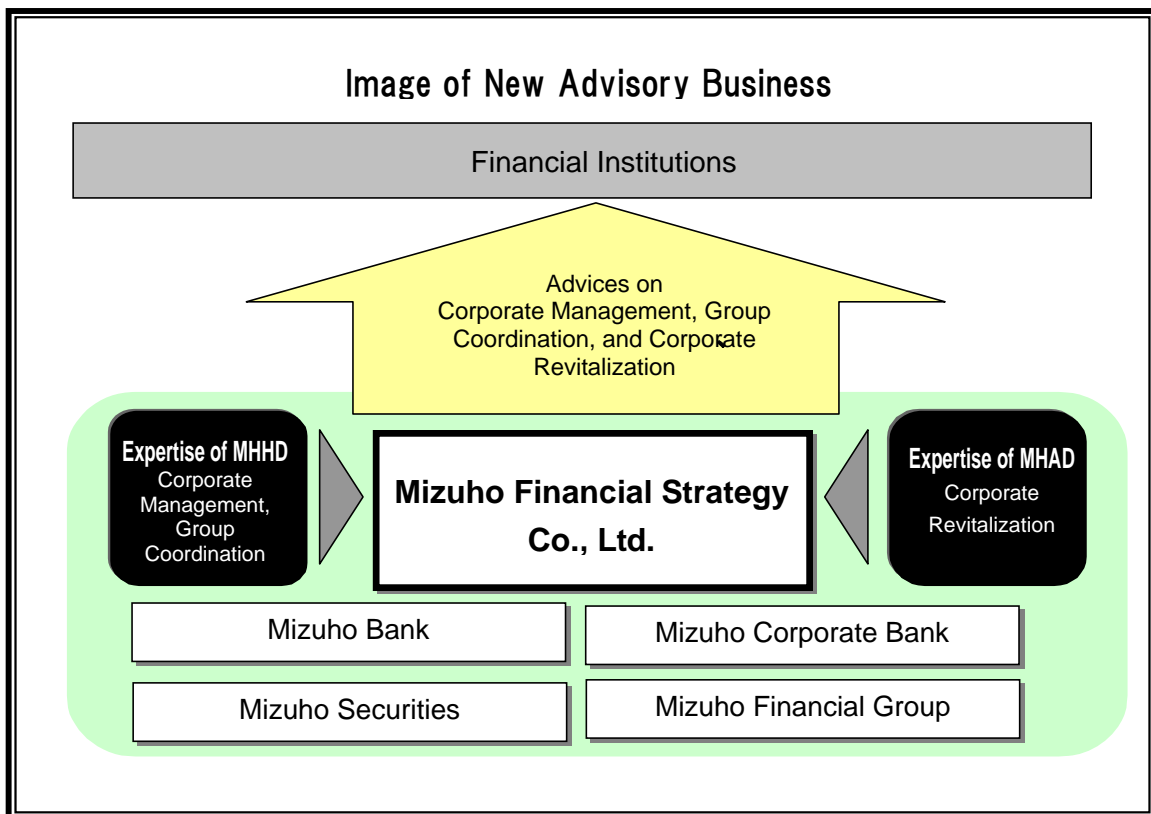 Image of New Advisory Business
Financial Institutions
Advices on
Corporate Management, Group
Coordination, and Corporate
Revitalization
Expertise of MHHD
Corporate
Management,
Group
Coordination
Mizuho Financial Strategy
Co., Ltd.
Expertise of MHAD
Corporate
Revitalization
Mizuho Bank
Mizuho Corporate Bank
Mizuho Securities
Mizuho Financial Group